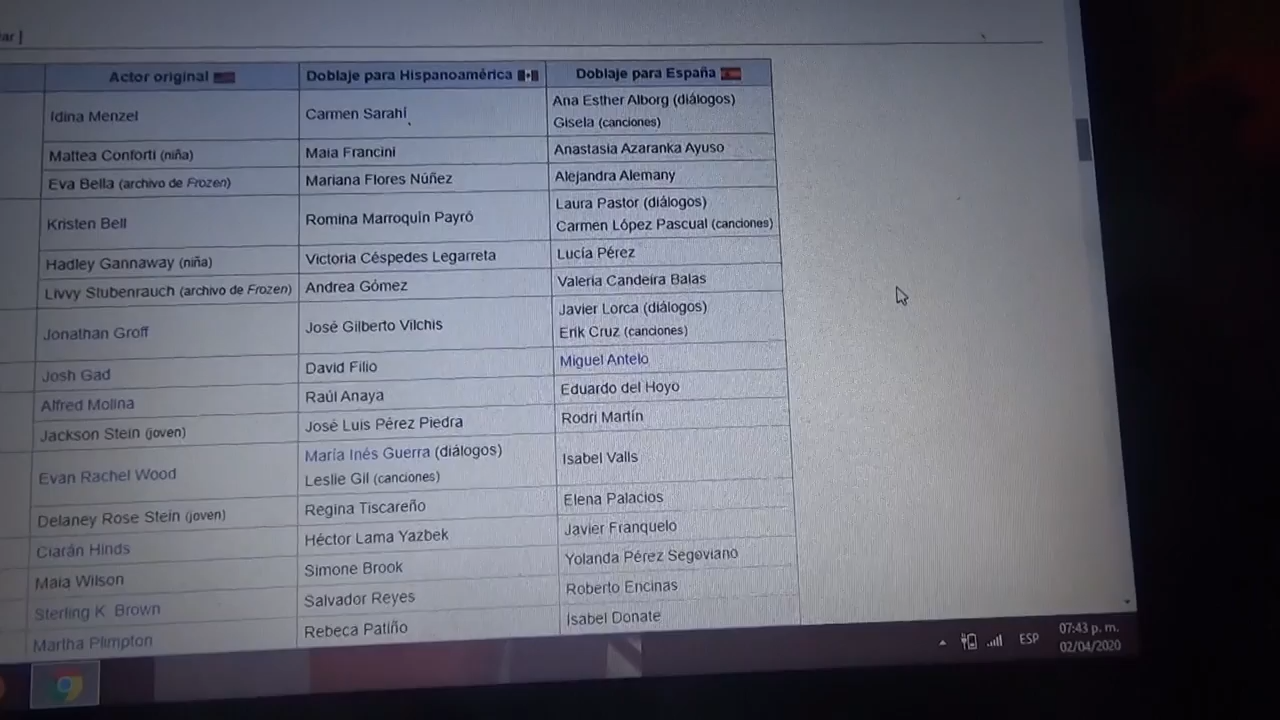 ar ]
Actor original Doblaje para Hispanoamérica Doblaje para España
Idina Menzel Carmen Sarahí Ana Esther Alborg (diálogos)
Gisela (canciones)
Mattea Conforti (niña) Maia Francini Anastasia Azaranka Ayuso
Eva Bella (archivo de Frozen) Mariana Flores Núñez Alejandra Alemany
Kristen Bell Romina Marroquín Payró Laura Pastor (diálogos)
Carmen López Pascual (canciones)
Hadley Gannaway (niña) Victoria Céspedes Legarreta Lucía Pérez
Livvy Stubenrauch (archivo de Frozen) Andrea Gómez Valeria Candeira Balas
Jonathan Groff José Gilberto Vilchis Javier Lorca (diálogos)
Erik Cruz (canciones)
Josh Gad David Filio Miguel Antelo
Alfred Molina Raúl Anaya Eduardo del Hoyo
Jackson Stein (joven) José Luis Pérez Piedra Rodri Martín
Evan Rachel Wood María Inés Guerra (diálogos) Isabel Valls
Leslie Gil (canciones)
Delaney Rose Stein (joven) Regina Tiscareño Elena Palacios
Ciarán Hinds Héctor Lama Yazbek Javier Franquelo
Maia Wilson Simone Brook Yolanda Pérez Segoviano
Sterling K. Brown Salvador Reyes Roberto Encinas
Martha Plimpton Rebeca Patiño Isabel Donate
ESP 07:43 p. m.
02/04/2020